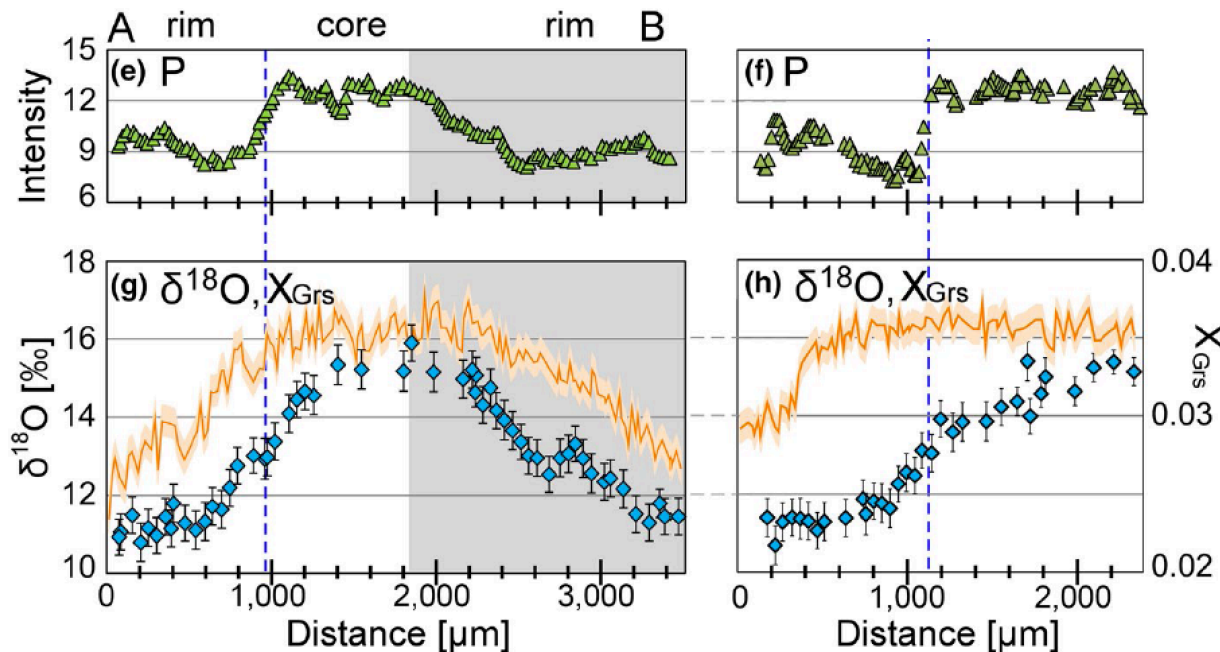 A rim core rim B
15 (e) P (f) P
12
9
6
Intensity
18 (g) δ18O, XGrs (h) δ18O, XGrs 0.04
16
14 0.03
12
10 0.02
δ18O [‰]
XGrs
0 1,000 2,000 3,000 0 1,000 2,000
Distance [µm] Distance [µm]